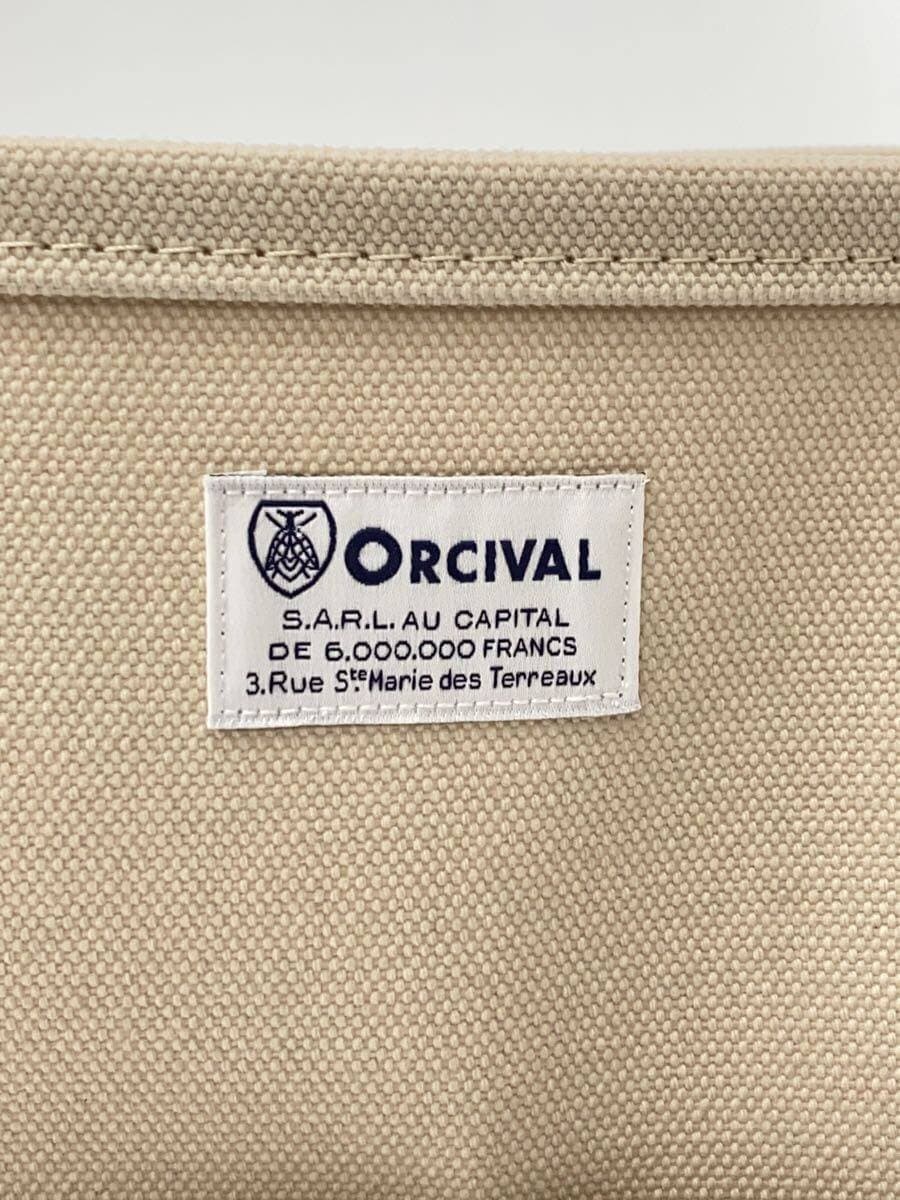 ORCIVAL
S.A.R.L. AU CAPITAL
DE 6.000.000 FRANCS
3.Rue Ste Marie des Terreaux